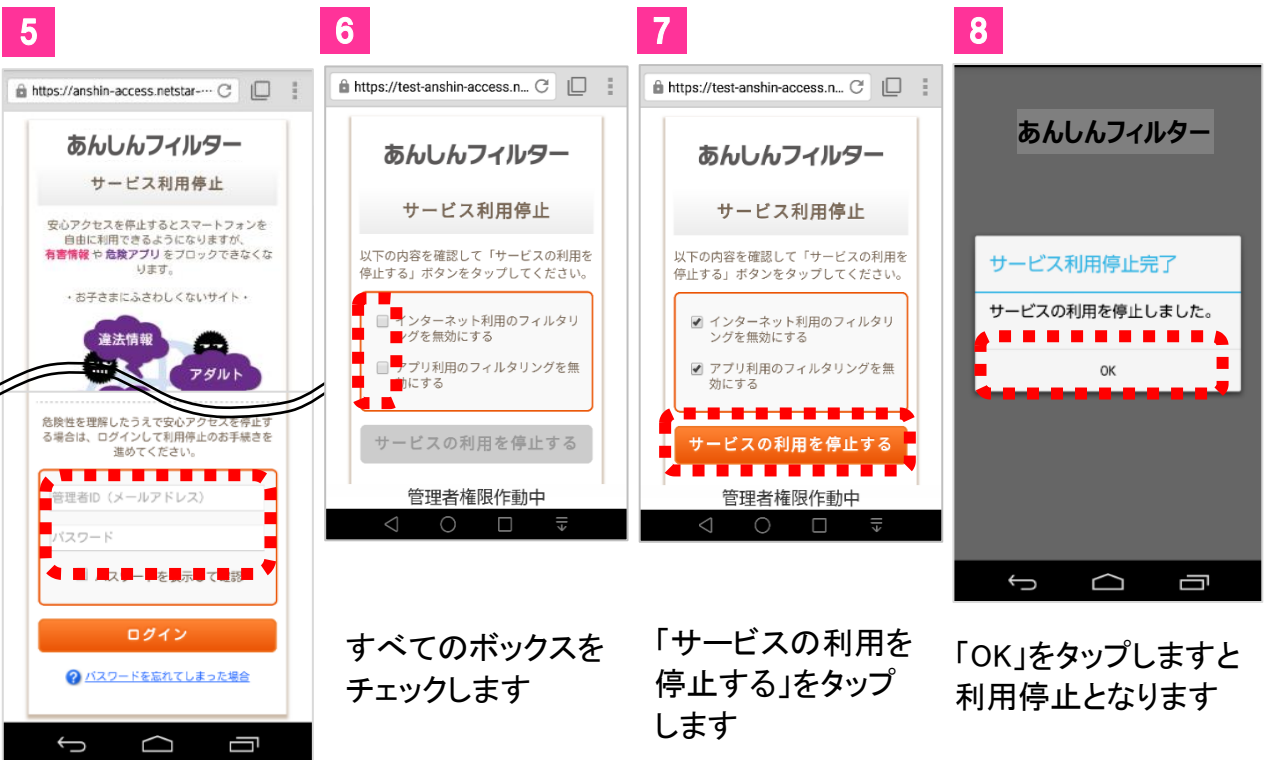 5
https://anshin-access.netstar-…
あんしんフィルター
サービス利用停止
安心アクセスを停止するとスマートフォンを
自由に利用できるようになりますが、
有害情報 や 危険アプリ をブロックできなくな
ります。
・お子さまにふさわしくないサイト・
違法情報
アダルト
危険性を理解したうえで安心アクセスを停止す
る場合は、ログインして利用停止のお手続きを
進めてください。
管理者ID（メールアドレス）
パスワード
パスワードを表示して確認
ログイン
パスワードを忘れてしまった場合
6
https://test-anshin-access.n...
あんしんフィルター
サービス利用停止
以下の内容を確認して「サービスの利用を
停止する」ボタンをタップしてください。
インターネット利用のフィルタリ
ングを無効にする
アプリ利用のフィルタリングを無
効にする
サービスの利用を停止する
管理者権限作動中
すべてのボックスを
チェックします
7
https://test-anshin-access.n...
あんしんフィルター
サービス利用停止
以下の内容を確認して「サービスの利用を
停止する」ボタンをタップしてください。
インターネット利用のフィルタリ
ングを無効にする
アプリ利用のフィルタリングを無
効にする
サービスの利用を停止する
管理者権限作動中
「サービスの利用を
停止する」をタップ
します
8
あんしんフィルター
サービス利用停止完了
サービスの利用を停止しました。
OK
「OK」をタップしますと
利用停止となります